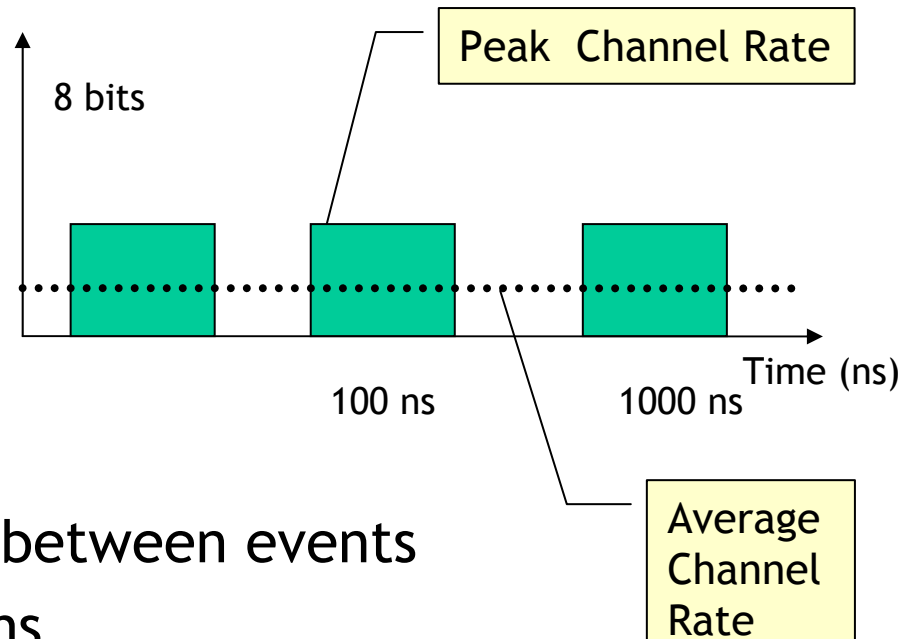 Peak Channel Rate
8 bits
Time (ns)
100 ns
1000 ns
Average
Channel
Rate
between events